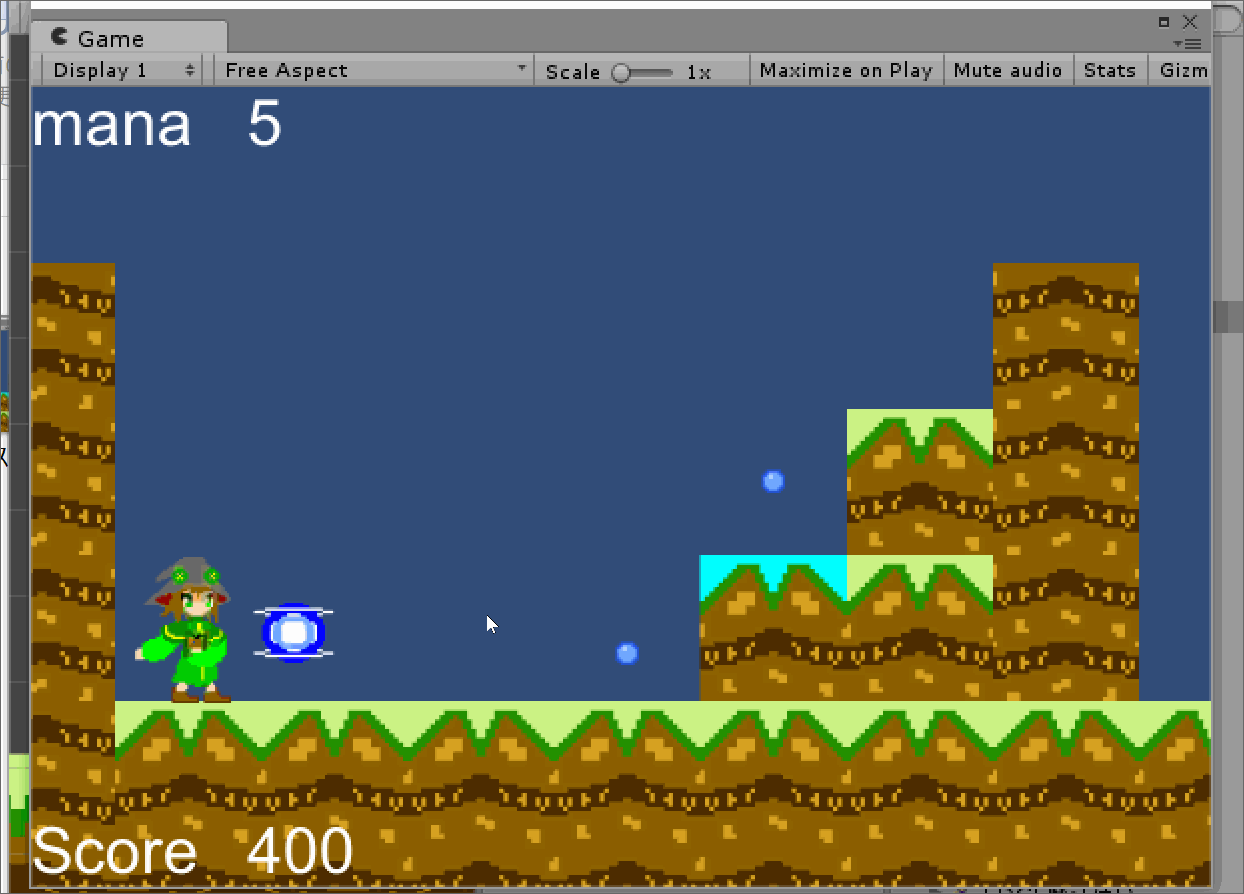 Game
Display 1 Free Aspect Scale 1x Maximize on Play Mute audio Stats Gizm
mana 5
Score 400